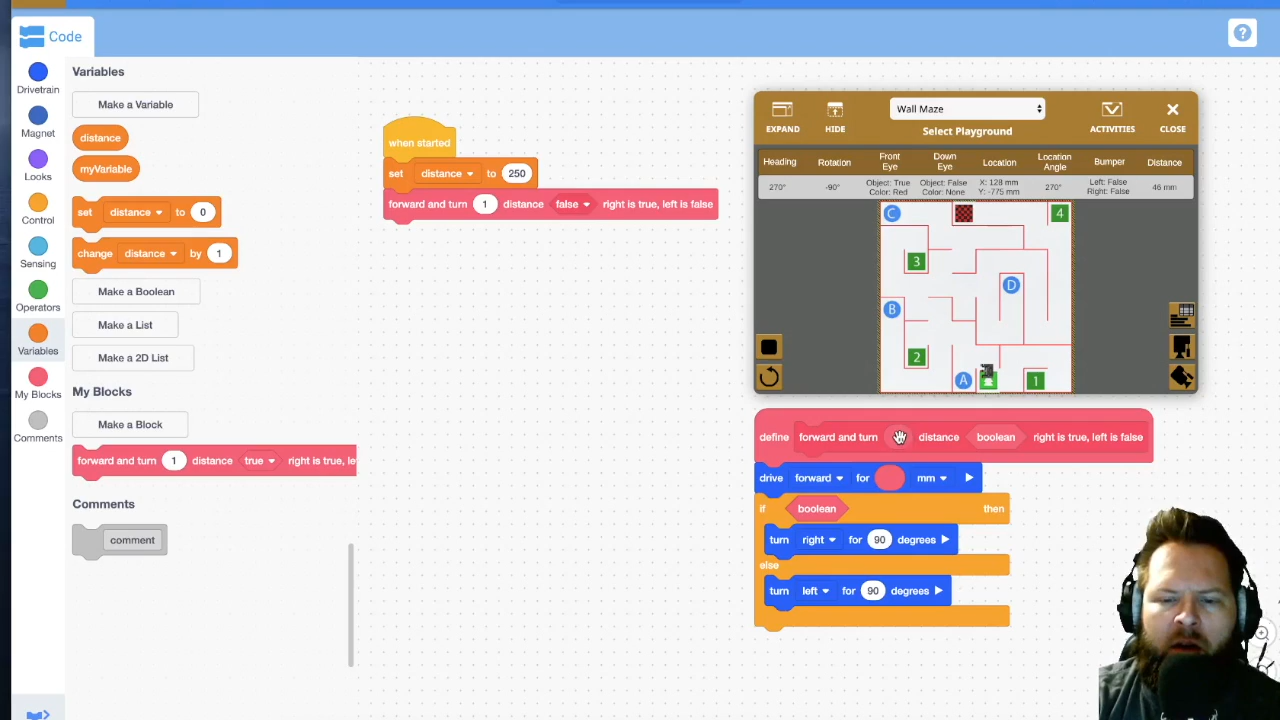 Code
Variables
Make a Variable
distance
myVariable
set distance to 0
change distance by 1
Make a Boolean
Make a List
Make a 2D List
My Blocks
Make a Block
forward and turn 1 distance true right is true, le
Comments
comment
Drivetrain
Magnet
Looks
Control
Sensing
Operators
Variables
My Blocks
Comments
when started
set distance to 250
forward and turn 1 distance false right is true, left is false
EXPAND
HIDE
Wall Maze
Select Playground
ACTIVITIES
CLOSE
Heading Rotation Front Eye Down Eye Location Location Angle Bumper Distance
270° -90° Object: True Color: Red Object: False Color: None X: 128 mm Y: -775 mm 270° Left: False Right: False 46 mm
C
4
3
D
B
2
A
1
define forward and turn distance boolean right is true, left is false
drive forward for mm
if boolean then
turn right for 90 degrees
else
turn left for 90 degrees